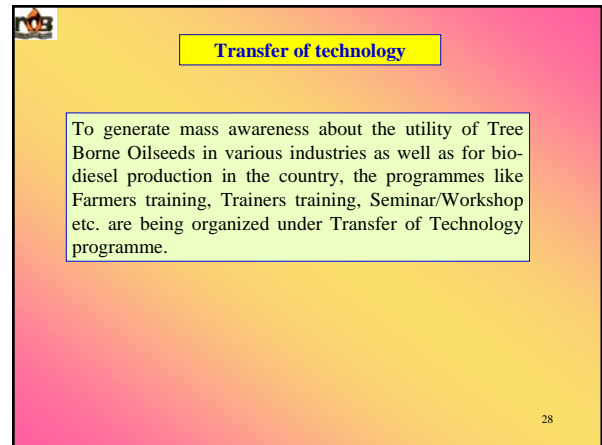 Transfer of technology
To generate mass awareness about the utility of Tree
Borne Oilseeds in various industries as well as for bio-
diesel production in the country, the programmes like
Farmers training, Trainers training, Seminar/Workshop
etc. are being organized under Transfer of Technology
programme.
28